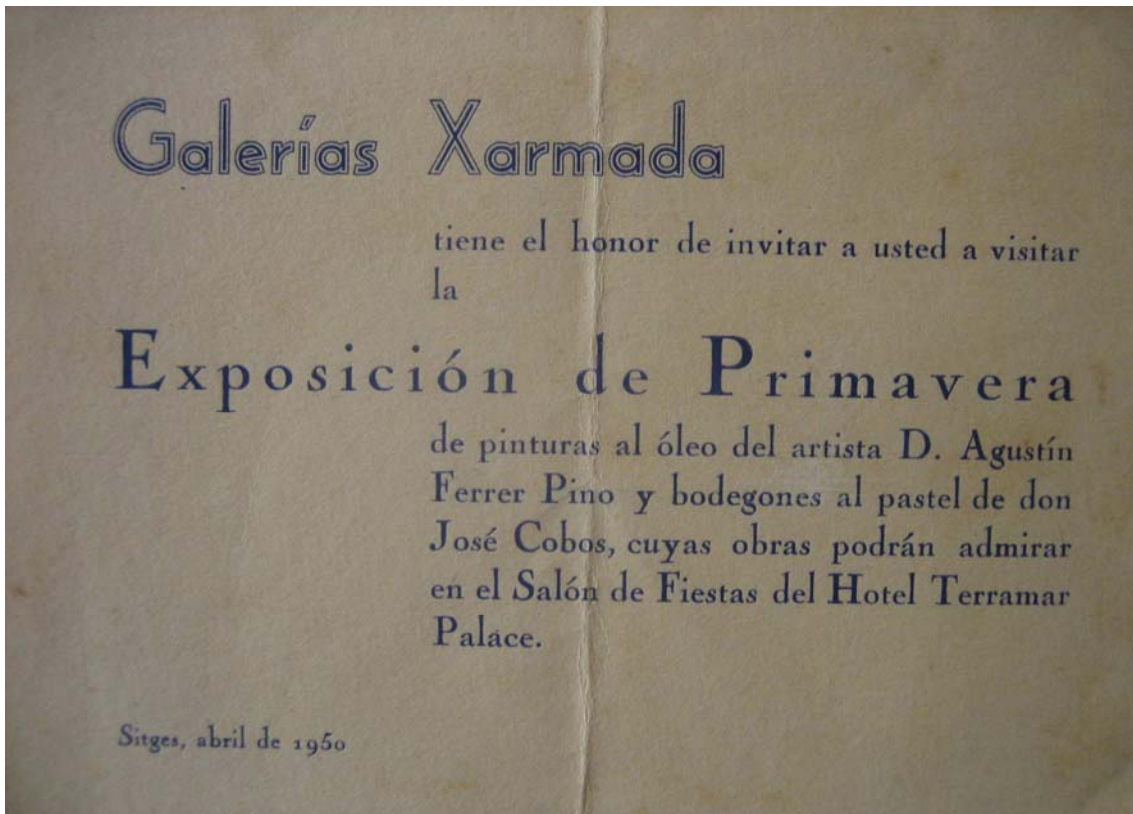 Galerías Xarmada
tiene el honor de invitar a usted a visitar
la
Exposición de Primavera
de pinturas al óleo del artista D. Agustín
Ferrer Pino y bodegones al pastel de don
José Cobos, cuyas obras podrán admirar
en el Salón de Fiestas del Hotel Terramar
Palace.
Sitges, abril de 1950